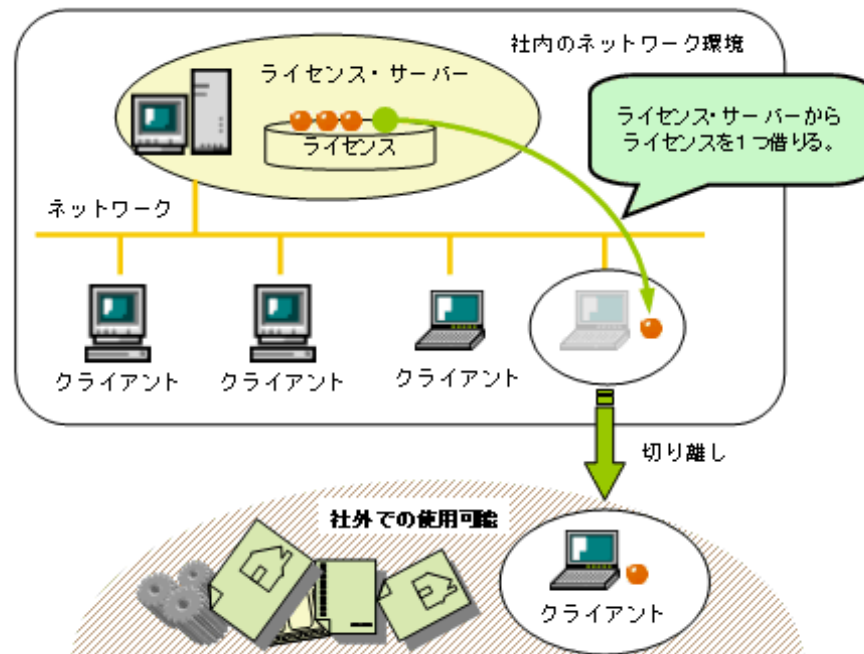 社内のネットワーク環境
ライセンス・サーバー
ライセンス
ライセンス・サーバーから
ライセンスを1つ借りる。
ネットワーク
クライアント
クライアント
クライアント
切り離し
社外での使用可能
クライアント